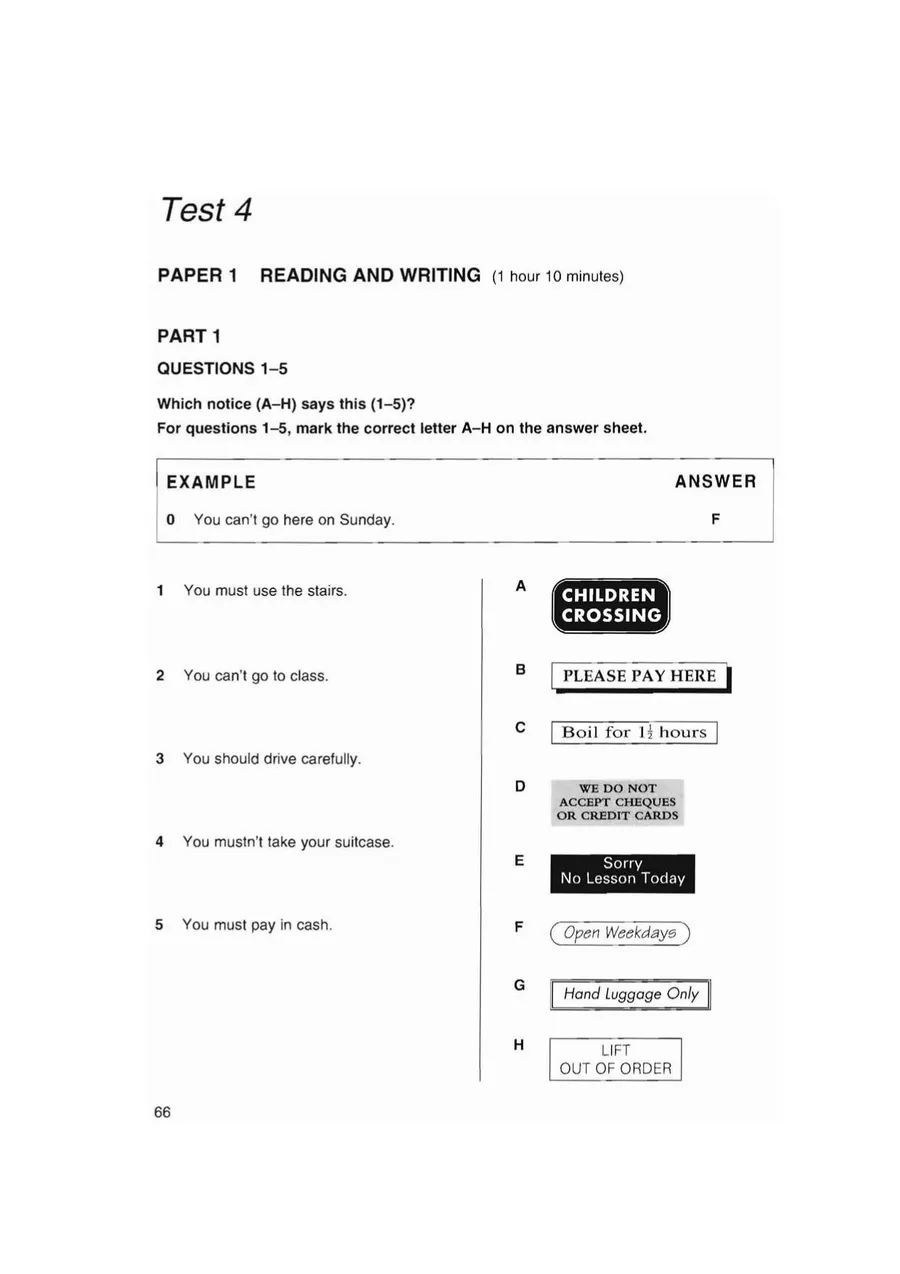 Test 4
PAPER 1 READING AND WRITING (1 hour 10 minutes)
PART 1
QUESTIONS 1–5
Which notice (A–H) says this (1–5)?
For questions 1–5, mark the correct letter A–H on the answer sheet.
EXAMPLE ANSWER
0 You can't go here on Sunday. F
1 You must use the stairs.
2 You can't go to class.
3 You should drive carefully.
4 You mustn't take your suitcase.
5 You must pay in cash.
A
CHILDREN
CROSSING
B PLEASE PAY HERE
C Boil for 1½ hours
D
WE DO NOT
ACCEPT CHEQUES
OR CREDIT CARDS
E
Sorry
No Lesson Today
F Open Weekdays
G Hand Luggage Only
H
LIFT
OUT OF ORDER
66